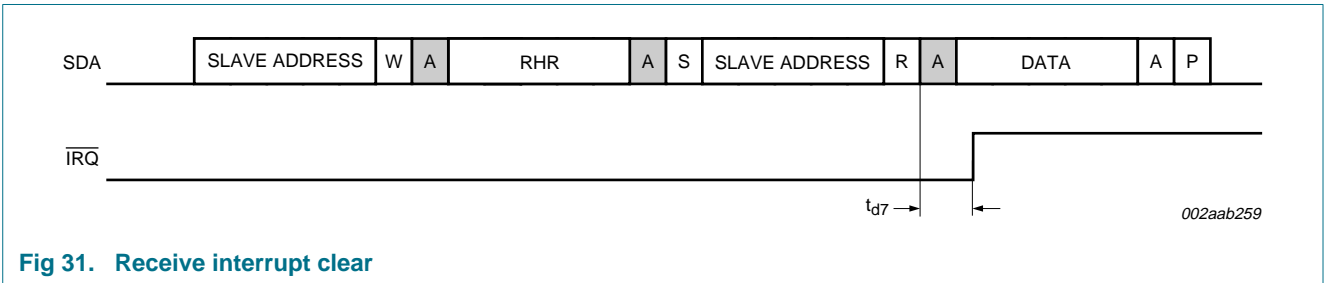 SDA SLAVE ADDRESS W A RHR A S SLAVE ADDRESS R A DATA A P
IRQ
td7
002aab259
Fig 31. Receive interrupt clear